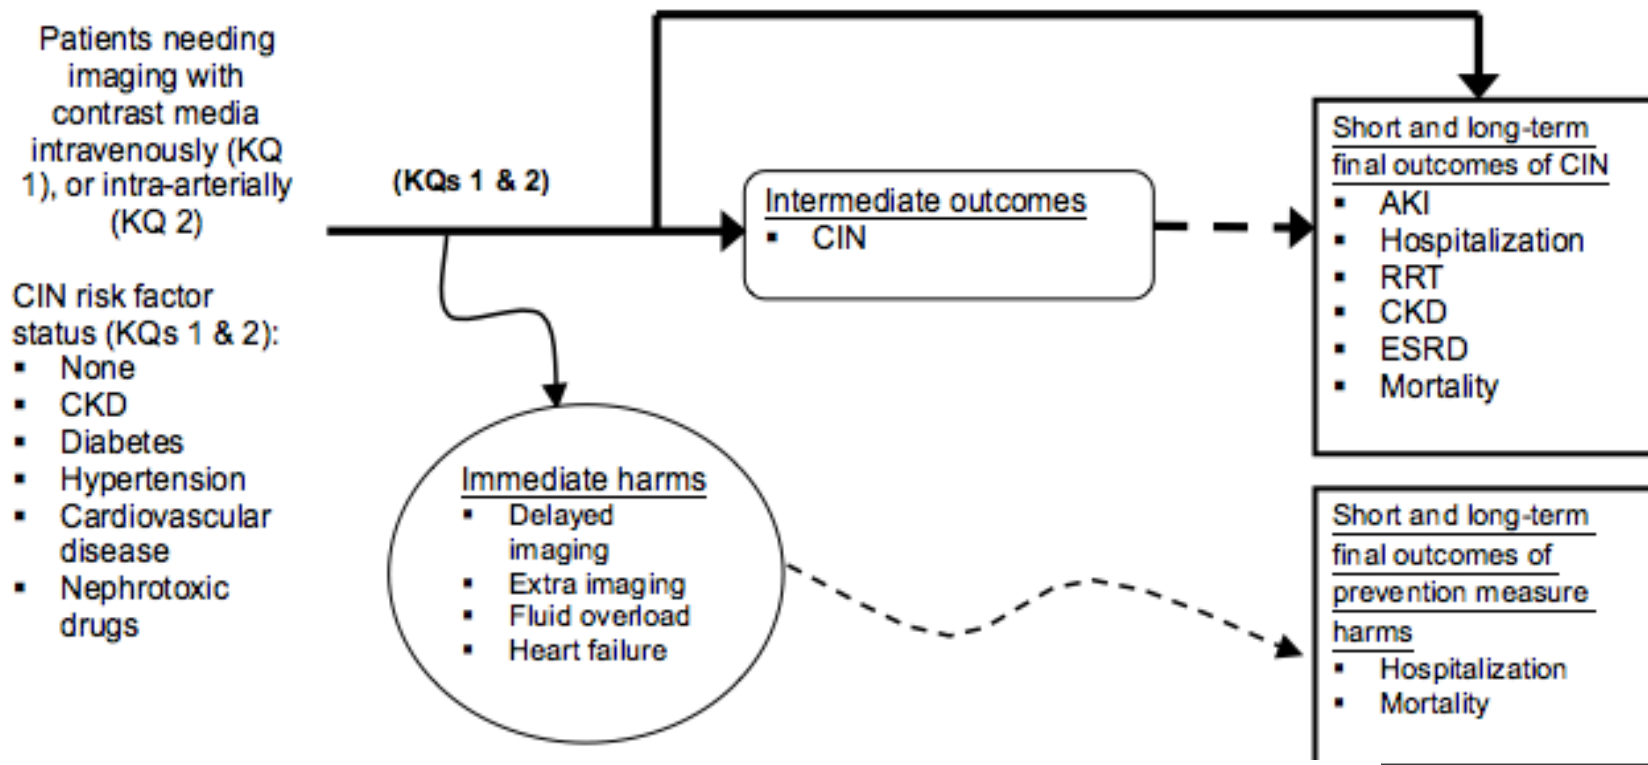 Patients needing
imaging with
contrast media
intravenously (KQ
1), or intra-arterially
(KQ 2)
CIN risk factor
status (KQs 1 & 2):
▪ None
▪ CKD
▪ Diabetes
▪ Hypertension
▪ Cardiovascular
disease
▪ Nephrotoxic
drugs
(KQs 1 & 2)
Intermediate outcomes
▪ CIN
Immediate harms
▪ Delayed
imaging
▪ Extra imaging
▪ Fluid overload
▪ Heart failure
Short and long-term
final outcomes of CIN
▪ AKI
▪ Hospitalization
▪ RRT
▪ CKD
▪ ESRD
▪ Mortality
Short and long-term
final outcomes of
prevention measure
harms
▪ Hospitalization
▪ Mortality